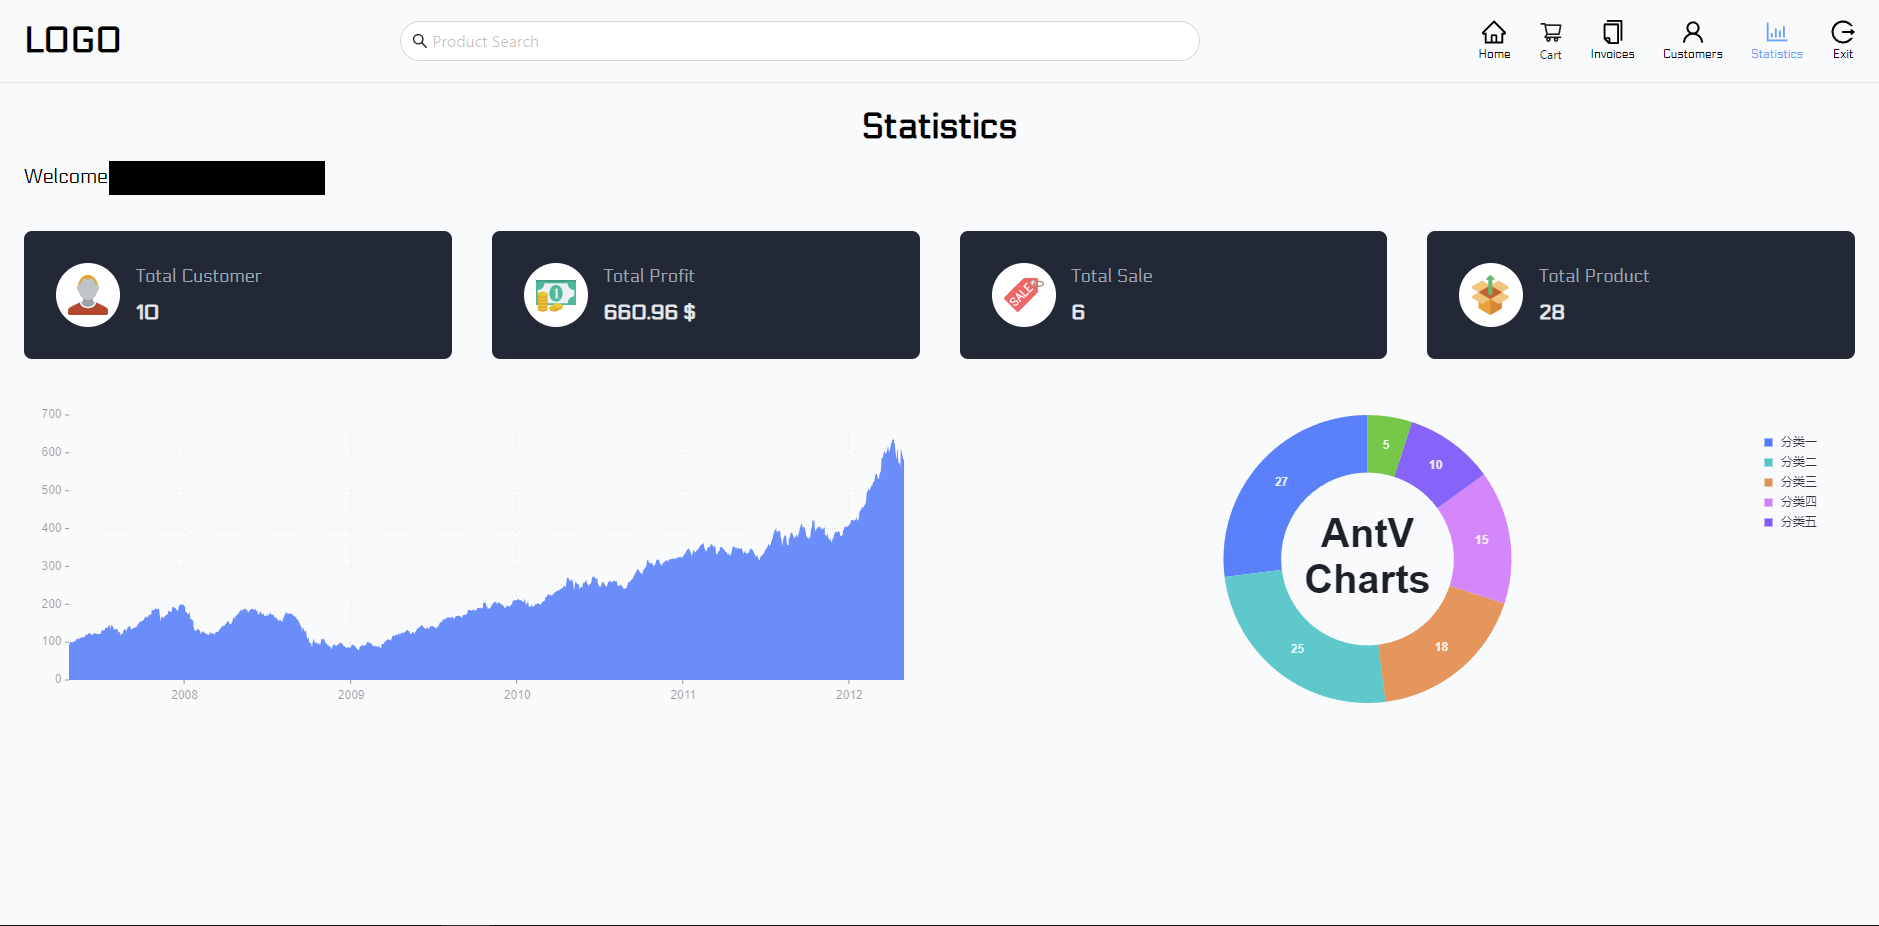 LOGO
Product Search
Home
Cart
Invoices
Customers
Statistics
Exit
Statistics
Welcome
Total Customer
10
Total Profit
660.96 $
Total Sale
6
Total Product
28
SALE
1
700
600
500
400
300
200
100
0
2008
2009
2010
2011
2012
5
10
15
18
25
27
AntV
Charts
分类一
分类二
分类三
分类四
分类五